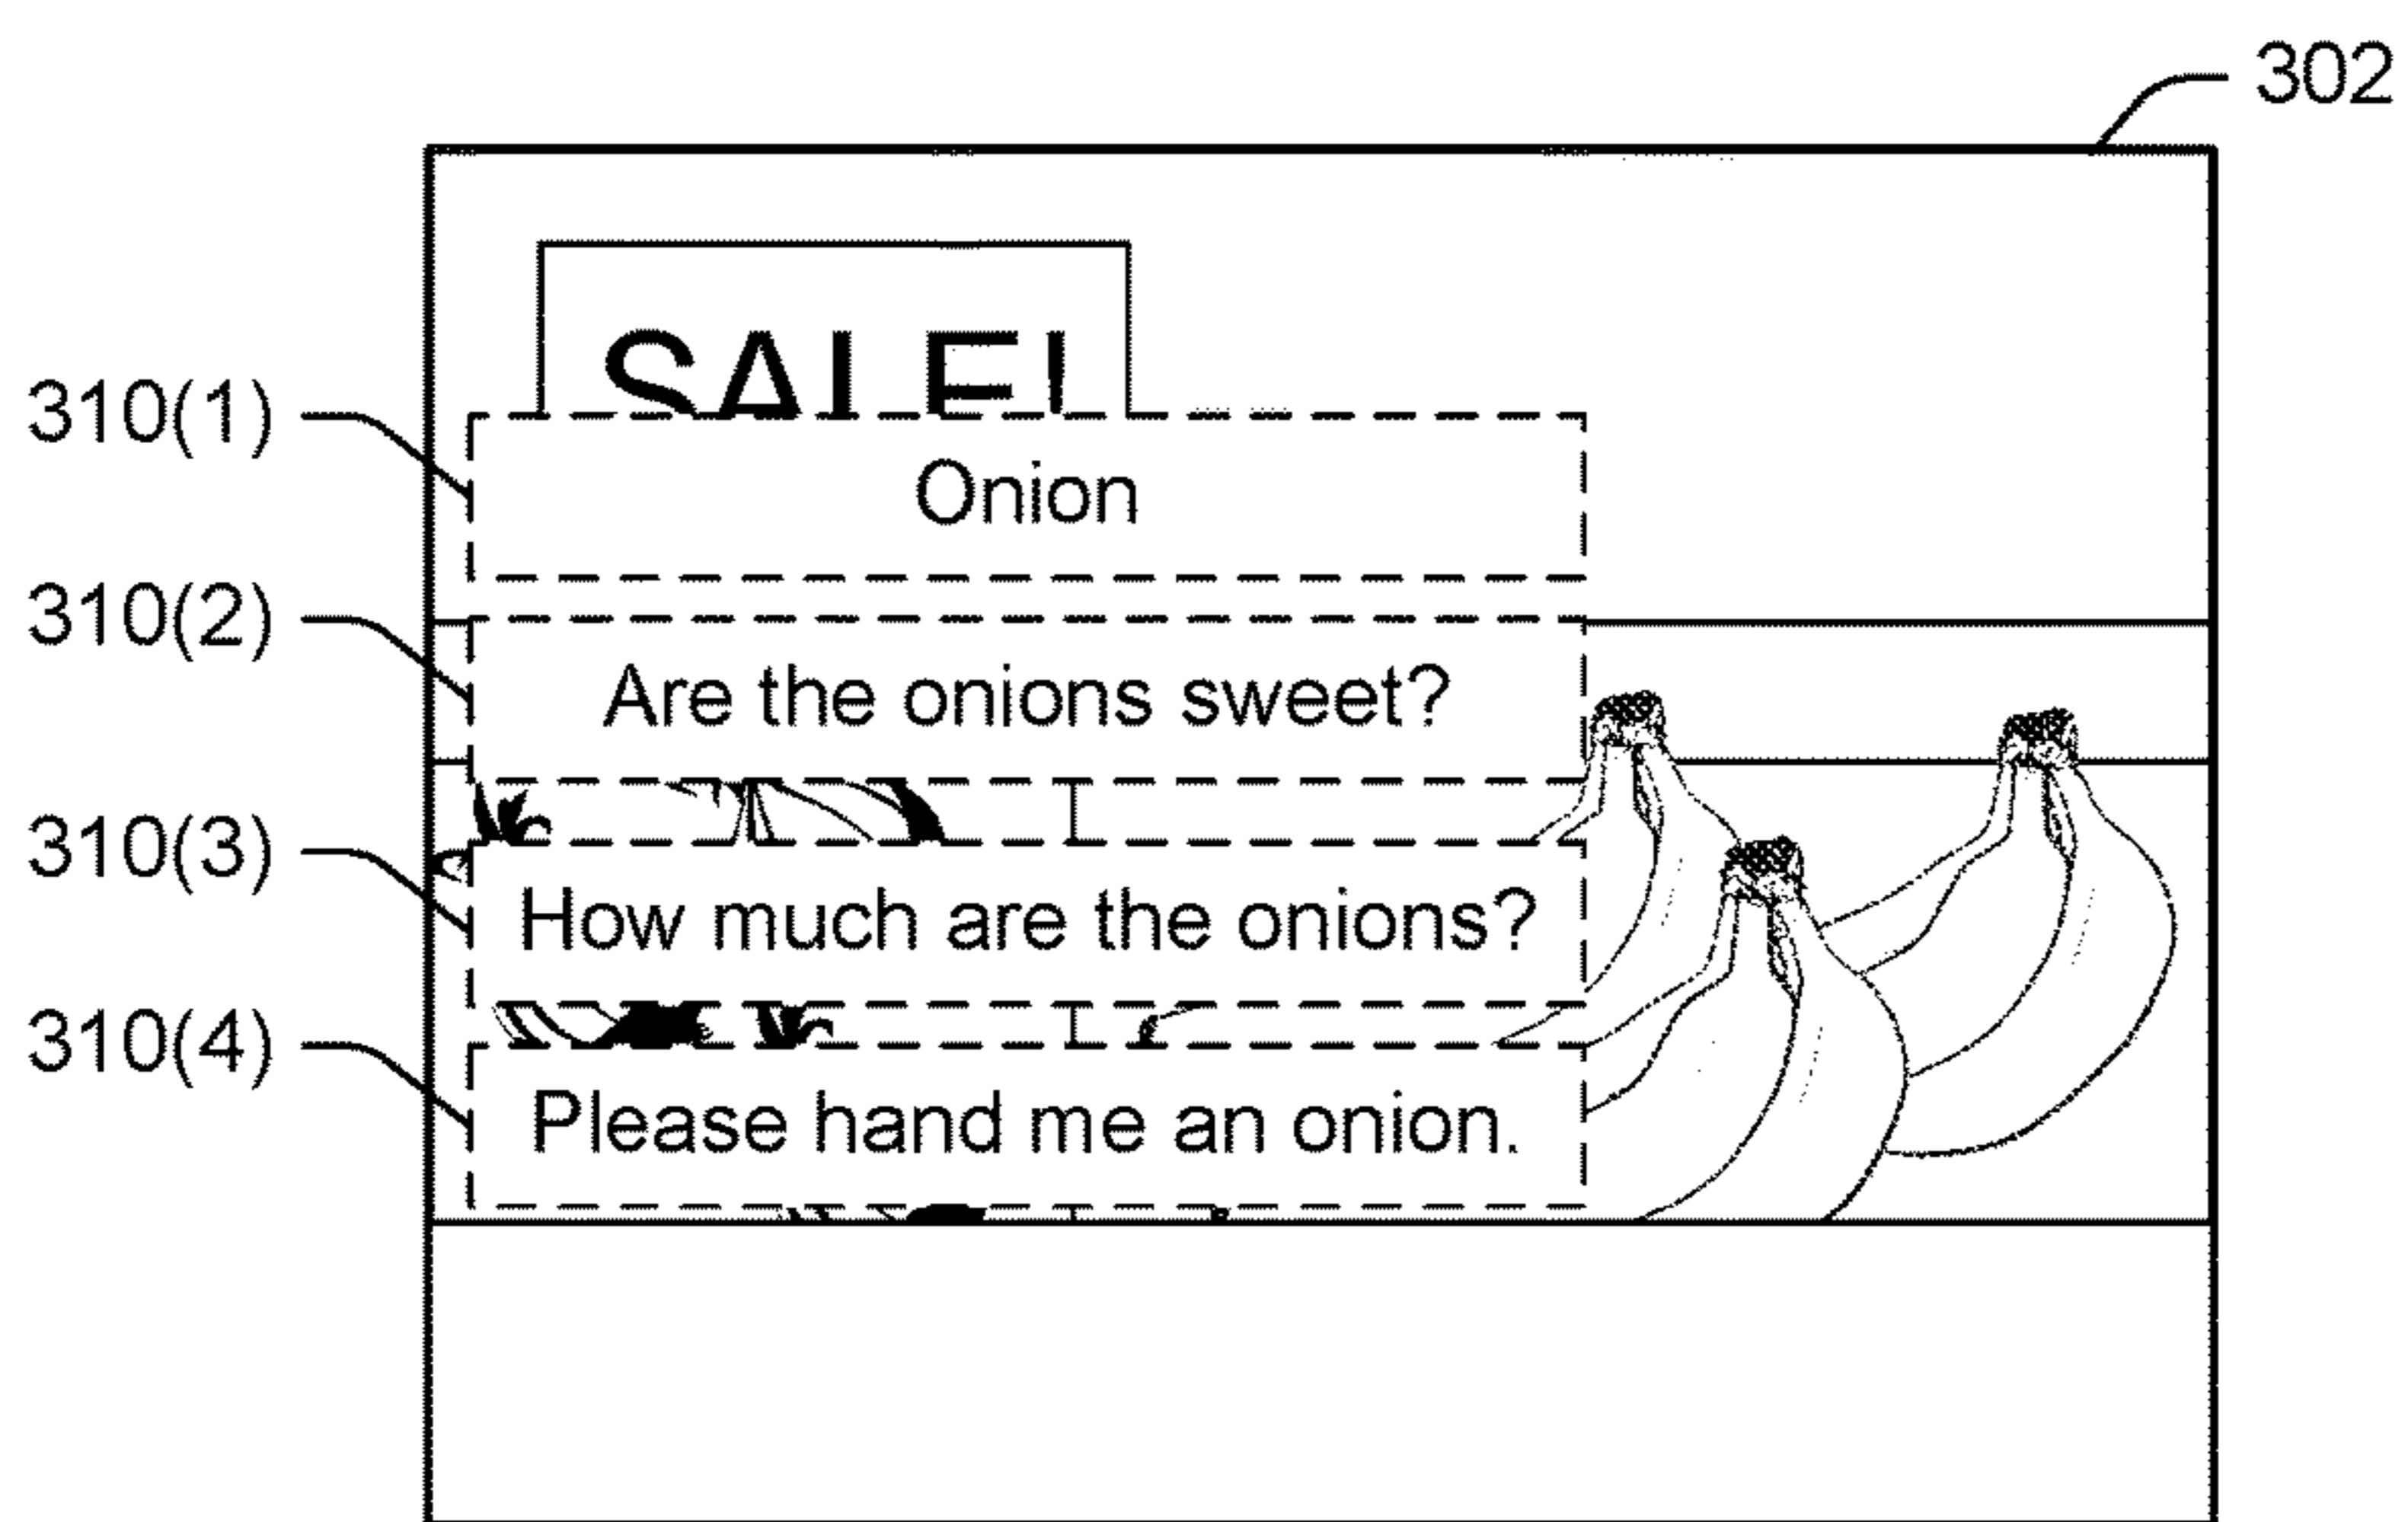 302
SALE!
310(1)
Onion
310(2)
Are the onions sweet?
310(3)
How much are the onions?
310(4)
Please hand me an onion.